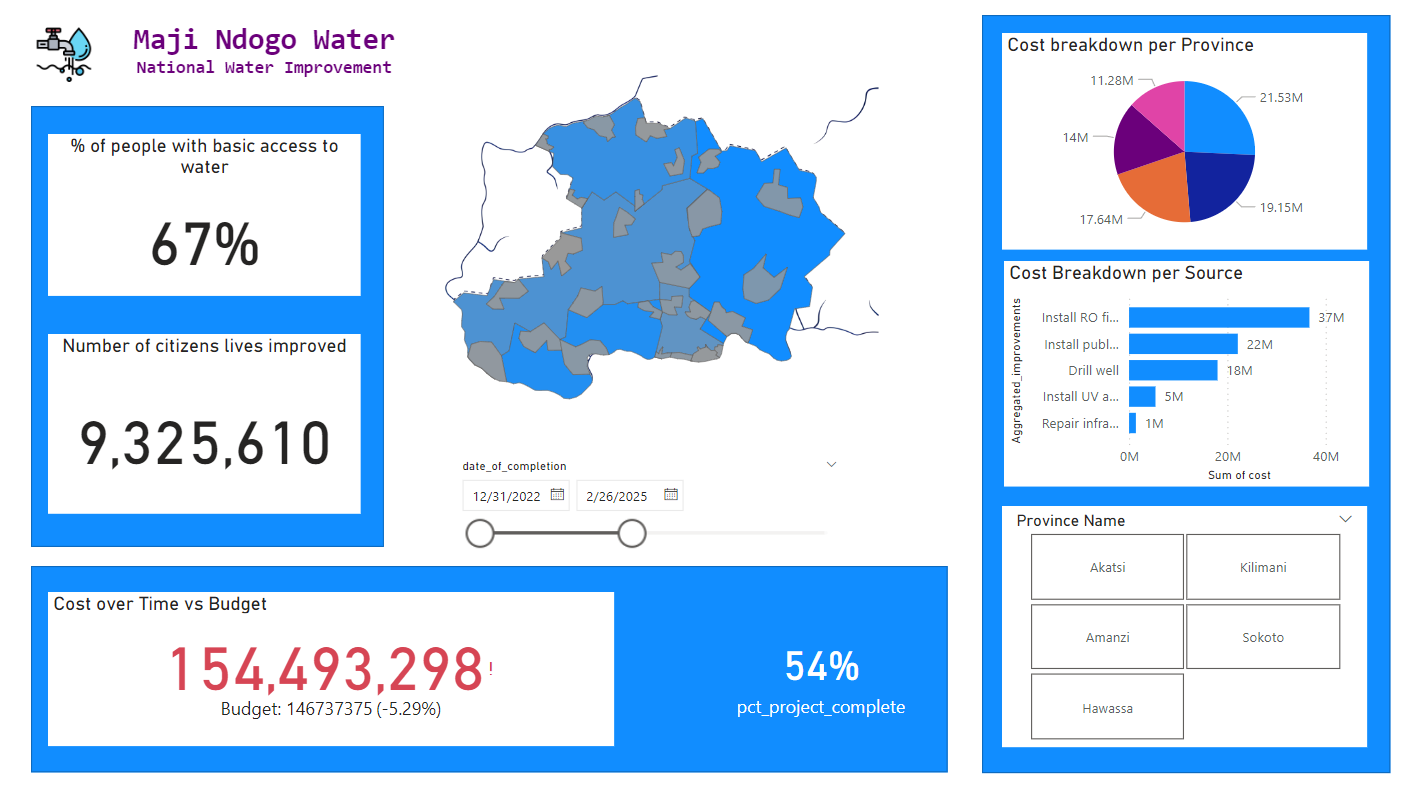 Maji Ndogo Water
National Water Improvement
% of people with basic access to
water
67%
Number of citizens lives improved
9,325,610
date_of_completion
12/31/2022
2/26/2025
Cost over Time vs Budget
154,493,298!
Budget: 146737375 (-5.29%)
54%
pct_project_complete
Cost breakdown per Province
11.28M
21.53M
14M
17.64M
19.15M
Cost Breakdown per Source
Aggregated_improvements
Install RO fi... 37M
Install publ... 22M
Drill well 18M
Install UV a... 5M
Repair infra... 1M
0M 20M 40M
Sum of cost
Province Name
Akatsi
Kilimani
Amanzi
Sokoto
Hawassa